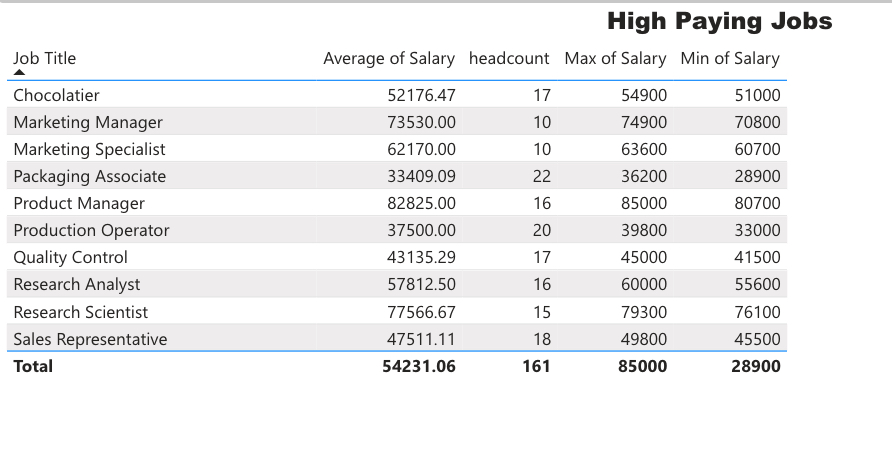 High Paying Jobs
Job Title Average of Salary headcount Max of Salary Min of Salary
Chocolatier 52176.47 17 54900 51000
Marketing Manager 73530.00 10 74900 70800
Marketing Specialist 62170.00 10 63600 60700
Packaging Associate 33409.09 22 36200 28900
Product Manager 82825.00 16 85000 80700
Production Operator 37500.00 20 39800 33000
Quality Control 43135.29 17 45000 41500
Research Analyst 57812.50 16 60000 55600
Research Scientist 77566.67 15 79300 76100
Sales Representative 47511.11 18 49800 45500
Total 54231.06 161 85000 28900